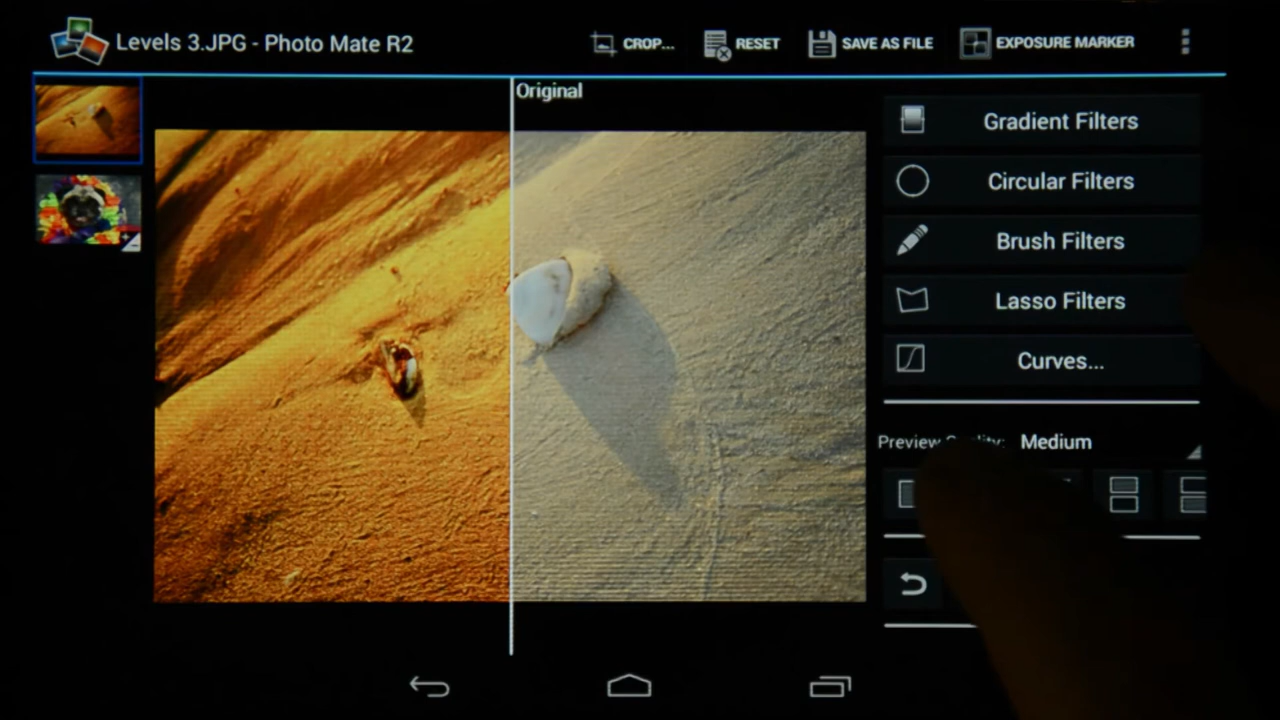 Levels 3.JPG - Photo Mate R2
CROP...
RESET
SAVE AS FILE
EXPOSURE MARKER
Original
Gradient Filters
Circular Filters
Brush Filters
Lasso Filters
Curves...
Preview
Medium